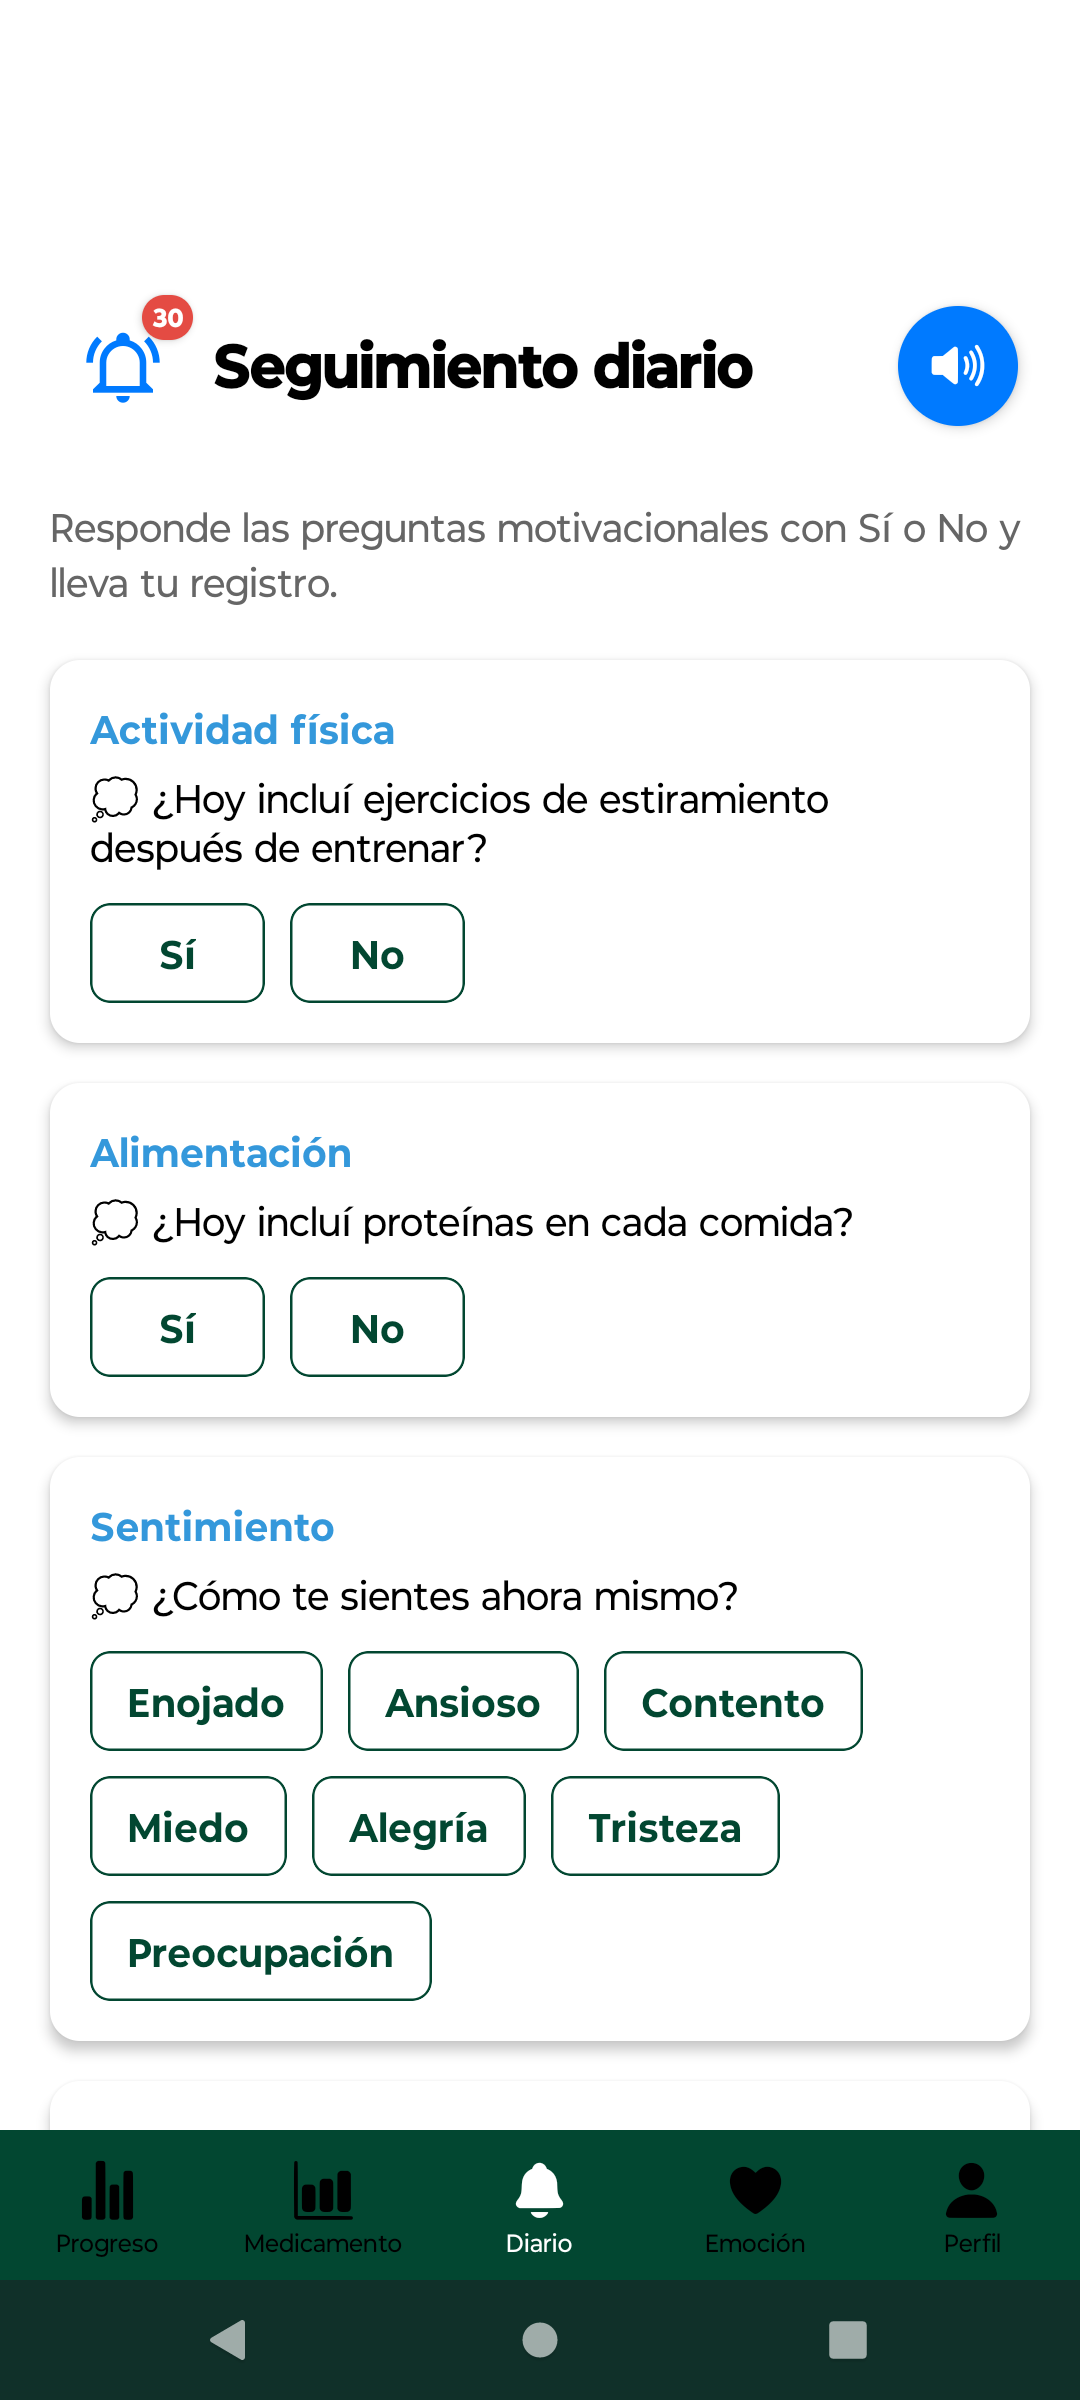 30
Seguimiento diario
Responde las preguntas motivacionales con Sí o No y
lleva tu registro.
Actividad física
💭 ¿Hoy incluí ejercicios de estiramiento
después de entrenar?
Sí No
Alimentación
💭 ¿Hoy incluí proteínas en cada comida?
Sí No
Sentimiento
💭 ¿Cómo te sientes ahora mismo?
Enojado Ansioso Contento
Miedo Alegría Tristeza
Preocupación
Progreso Medicamento Diario Emoción Perfil